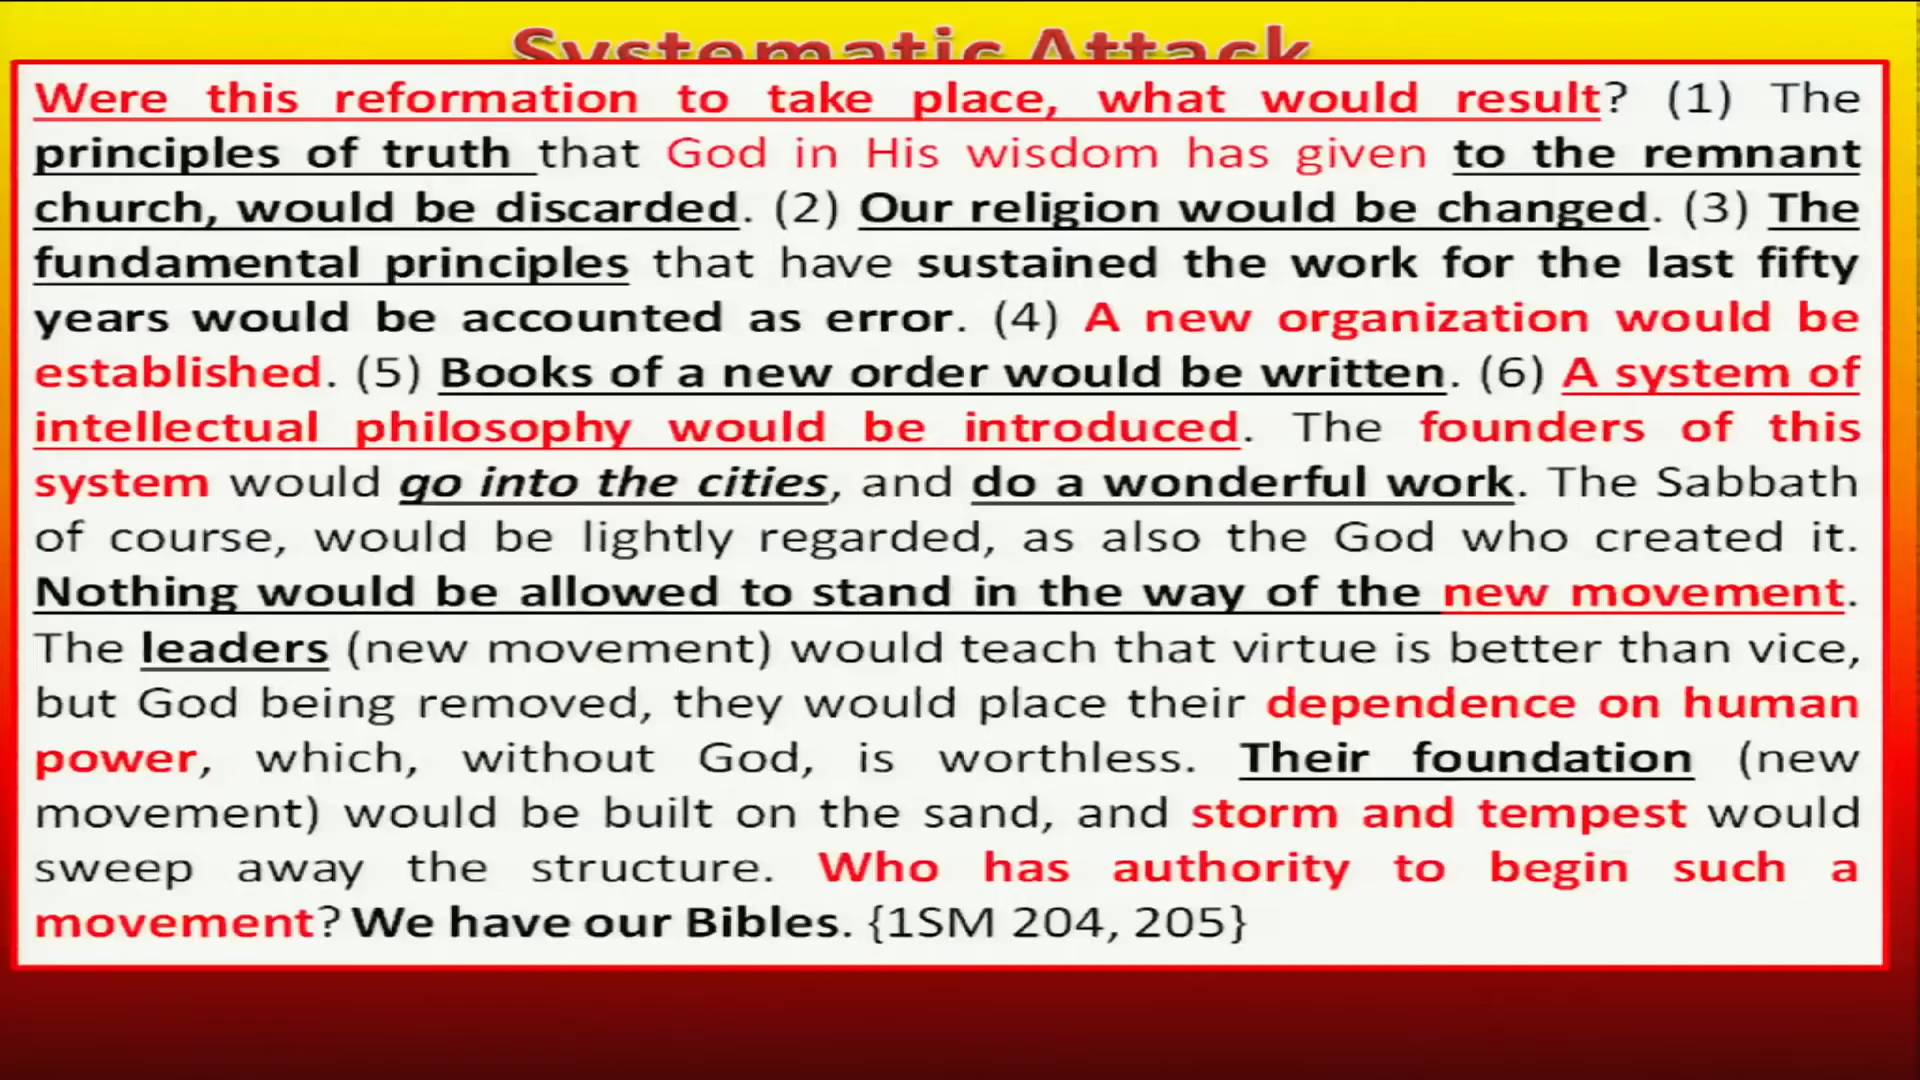 Systematic Attack
Were this reformation to take place, what would result? (1) The
principles of truth that God in His wisdom has given to the remnant
church, would be discarded. (2) Our religion would be changed. (3) The
fundamental principles that have sustained the work for the last fifty
years would be accounted as error. (4) A new organization would be
established. (5) Books of a new order would be written. (6) A system of
intellectual philosophy would be introduced. The founders of this
system would go into the cities, and do a wonderful work. The Sabbath
of course, would be lightly regarded, as also the God who created it.
Nothing would be allowed to stand in the way of the new movement.
The leaders (new movement) would teach that virtue is better than vice,
but God being removed, they would place their dependence on human
power, which, without God, is worthless. Their foundation (new
movement) would be built on the sand, and storm and tempest would
sweep away the structure. Who has authority to begin such a
movement? We have our Bibles. {1SM 204, 205}